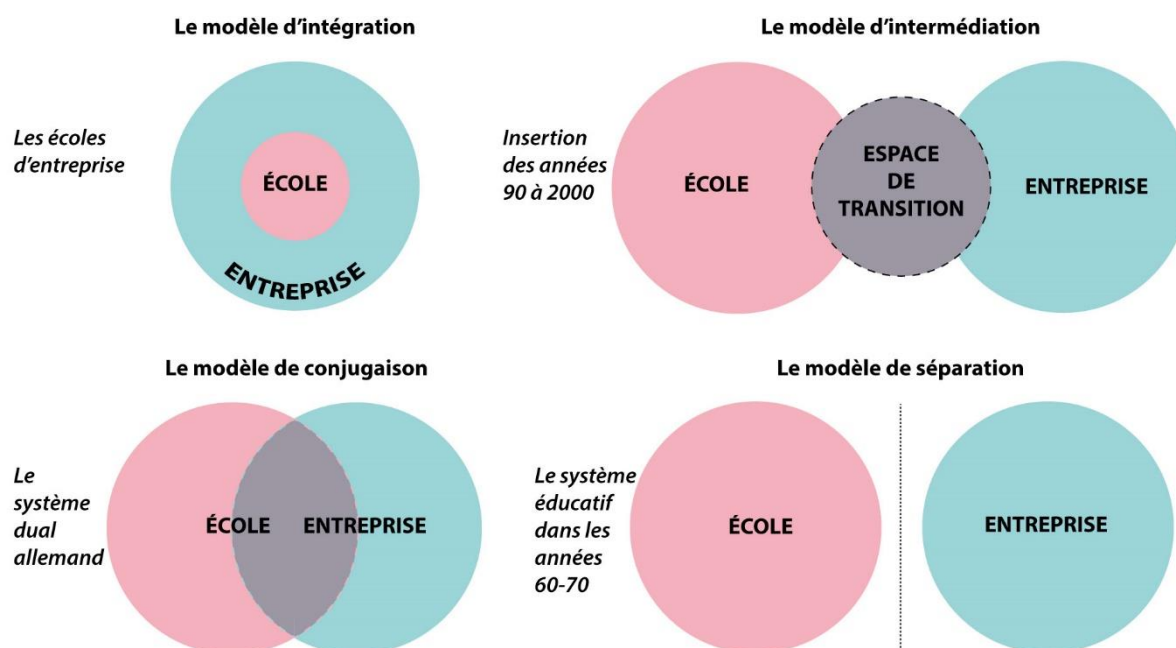 Le modèle d’intégration
Les écoles
d’entreprise
ÉCOLE
ENTREPRISE
Le modèle d’intermédiation
Insertion
des années
90 à 2000
ÉCOLE
ESPACE
DE
TRANSITION
ENTREPRISE
Le modèle de conjugaison
Le
système
dual
allemand
ÉCOLE
ENTREPRISE
Le modèle de séparation
Le système
éducatif
dans les
années
60-70
ÉCOLE
ENTREPRISE